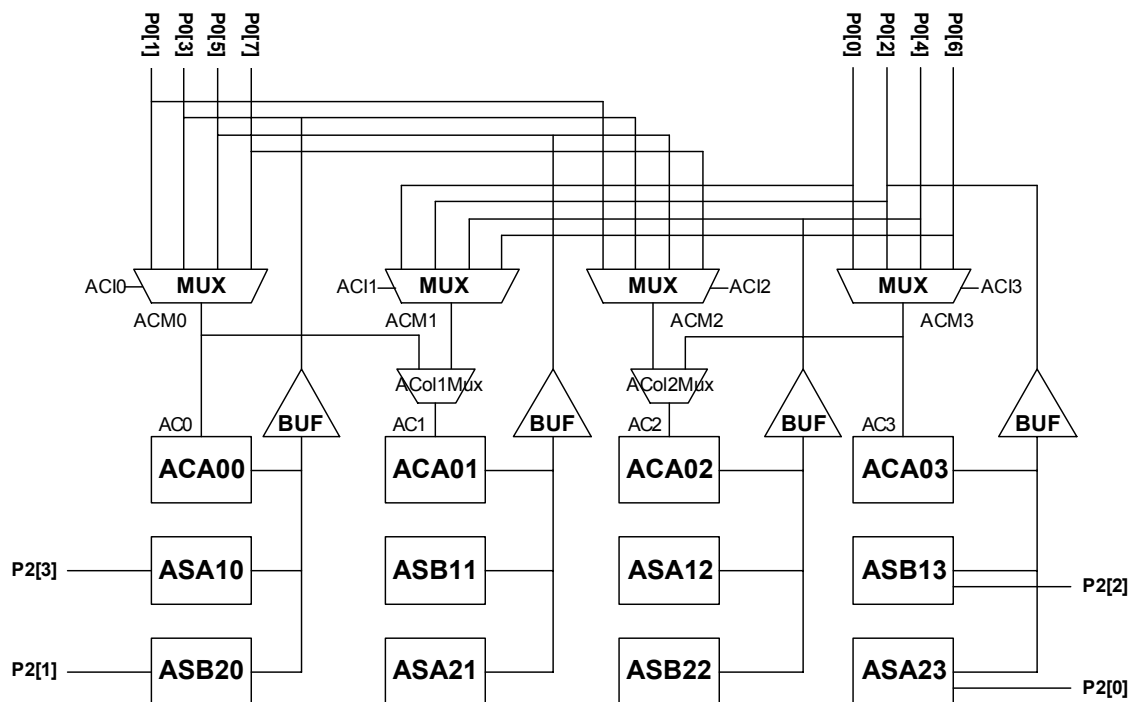 P0[1] P0[3] P0[5] P0[7] P0[0] P0[2] P0[4] P0[6]
ACI0 MUX ACI1 MUX MUX ACI2 MUX ACI3
ACM0 ACM1 ACM2 ACM3
ACol1Mux ACol2Mux
AC0 BUF AC1 BUF AC2 BUF AC3 BUF
ACA00 ACA01 ACA02 ACA03
P2[3] ASA10 ASB11 ASA12 ASB13
P2[2]
P2[1] ASB20 ASA21 ASB22 ASA23
P2[0]